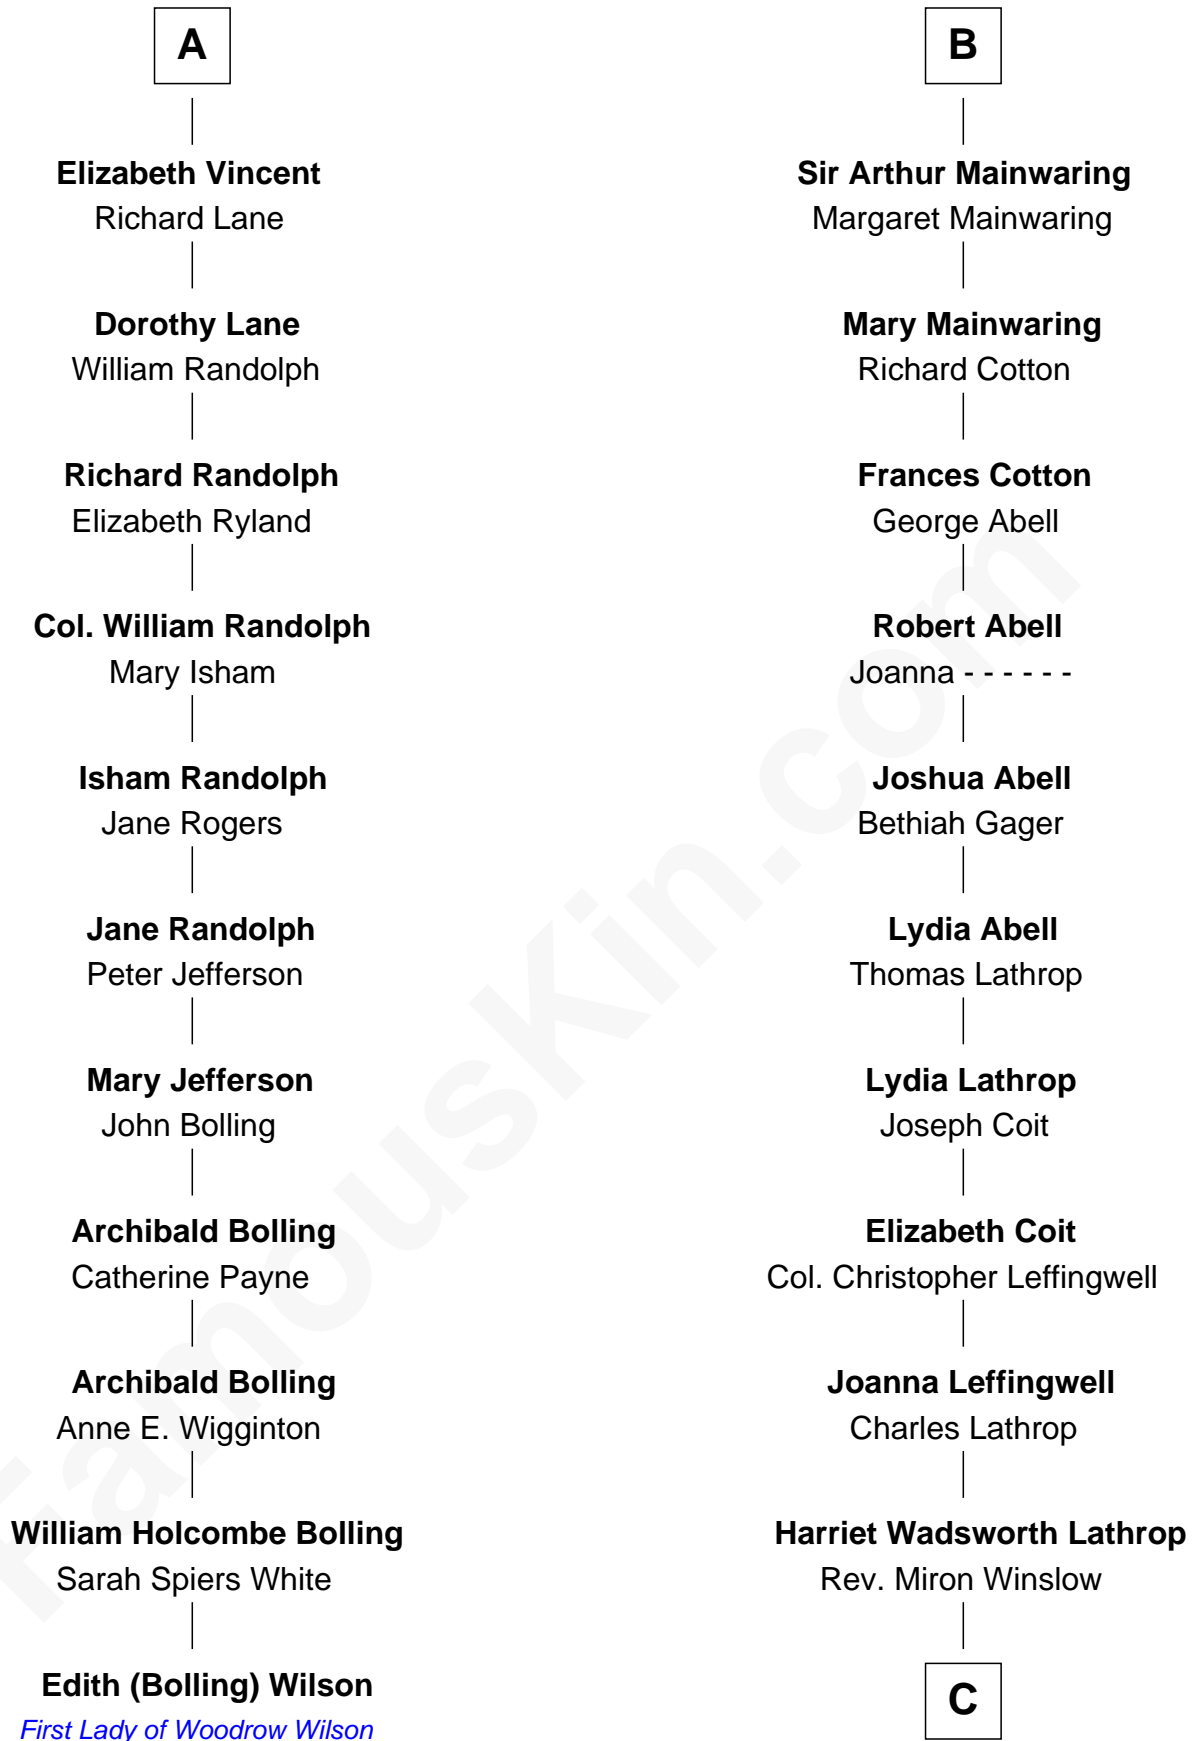 A
Elizabeth Vincent
Richard Lane
Dorothy Lane
William Randolph
Richard Randolph
Elizabeth Ryland
Col. William Randolph
Mary Isham
Isham Randolph
Jane Rogers
Jane Randolph
Peter Jefferson
Mary Jefferson
John Bolling
Archibald Bolling
Catherine Payne
Archibald Bolling
Anne E. Wigginton
William Holcombe Bolling
Sarah Spiers White
Edith (Bolling) Wilson
First Lady of Woodrow Wilson
B
Sir Arthur Mainwaring
Margaret Mainwaring
Mary Mainwaring
Richard Cotton
Frances Cotton
George Abell
Robert Abell
Joanna - - - - - -
Joshua Abell
Bethiah Gager
Lydia Abell
Thomas Lathrop
Lydia Lathrop
Joseph Coit
Elizabeth Coit
Col. Christopher Leffingwell
Joanna Leffingwell
Charles Lathrop
Harriet Wadsworth Lathrop
Rev. Miron Winslow
C
FamousKin.com